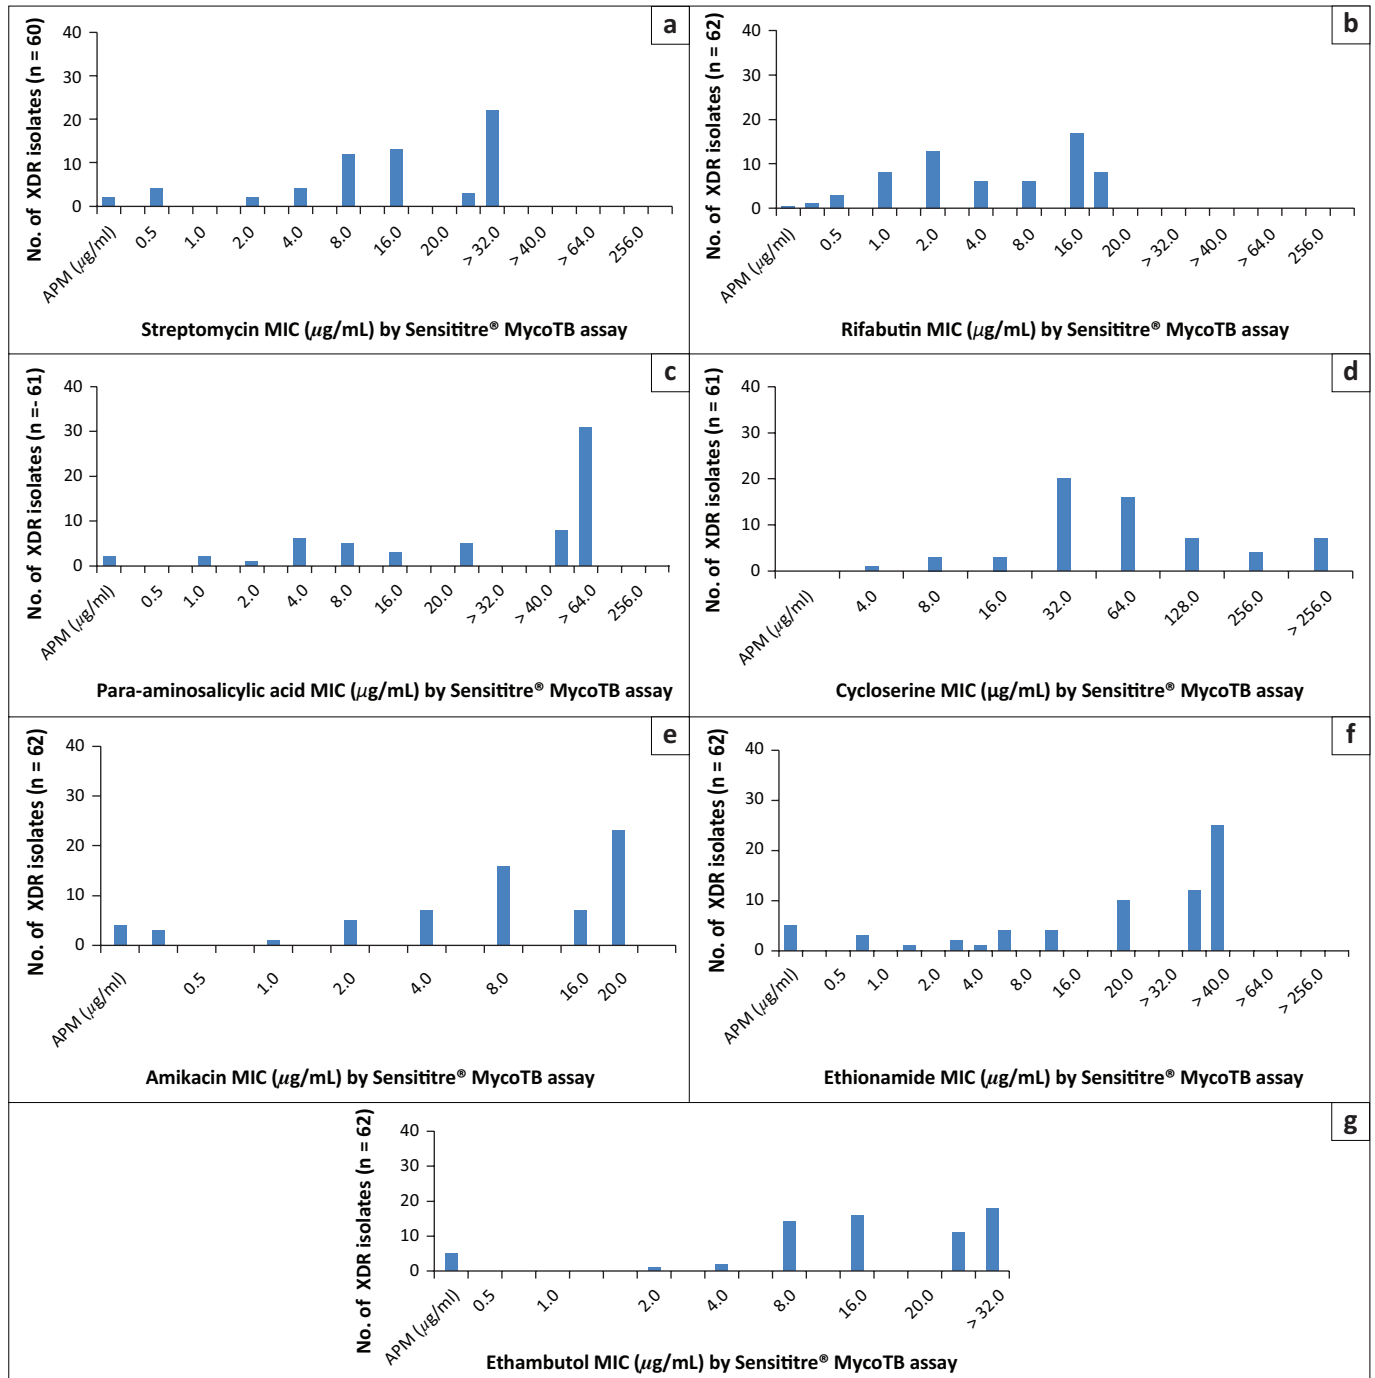 a
No. of XDR isolates (n = 60)
40
30
20
10
0
APM (μg/ml) 0.5 1.0 2.0 4.0 8.0 16.0 20.0 > 32.0 > 40.0 > 64.0 256.0
Streptomycin MIC (μg/mL) by Sensititre® MycoTB assay
b
No. of XDR isolates (n = 62)
40
30
20
10
0
APM (μg/ml) 0.5 1.0 2.0 4.0 8.0 16.0 20.0 > 32.0 > 40.0 > 64.0 256.0
Rifabutin MIC (μg/mL) by Sensititre® MycoTB assay
c
No. of XDR isolates (n =- 61)
40
30
20
10
0
APM (μg/ml) 0.5 1.0 2.0 4.0 8.0 16.0 20.0 > 32.0 > 40.0 > 64.0 256.0
Para-aminosalicylic acid MIC (μg/mL) by Sensititre® MycoTB assay
d
No. of XDR isolates (n = 61)
40
30
20
10
0
APM (μg/ml) 4.0 8.0 16.0 32.0 64.0 128.0 256.0 > 256.0
Cycloserine MIC (μg/mL) by Sensititre® MycoTB assay
e
No. of XDR isolates (n = 62)
40
30
20
10
0
APM (μg/ml) 0.5 1.0 2.0 4.0 8.0 16.0 20.0
Amikacin MIC (μg/mL) by Sensititre® MycoTB assay
f
No. of XDR isolates (n = 62)
40
30
20
10
0
APM (μg/ml) 0.5 1.0 2.0 4.0 8.0 16.0 20.0 > 32.0 > 40.0 > 64.0 > 256.0
Ethionamide MIC (μg/mL) by Sensititre® MycoTB assay
g
No. of XDR isolates (n = 62)
40
30
20
10
0
APM (μg/ml) 0.5 1.0 2.0 4.0 8.0 16.0 20.0 > 32.0
Ethambutol MIC (μg/mL) by Sensititre® MycoTB assay